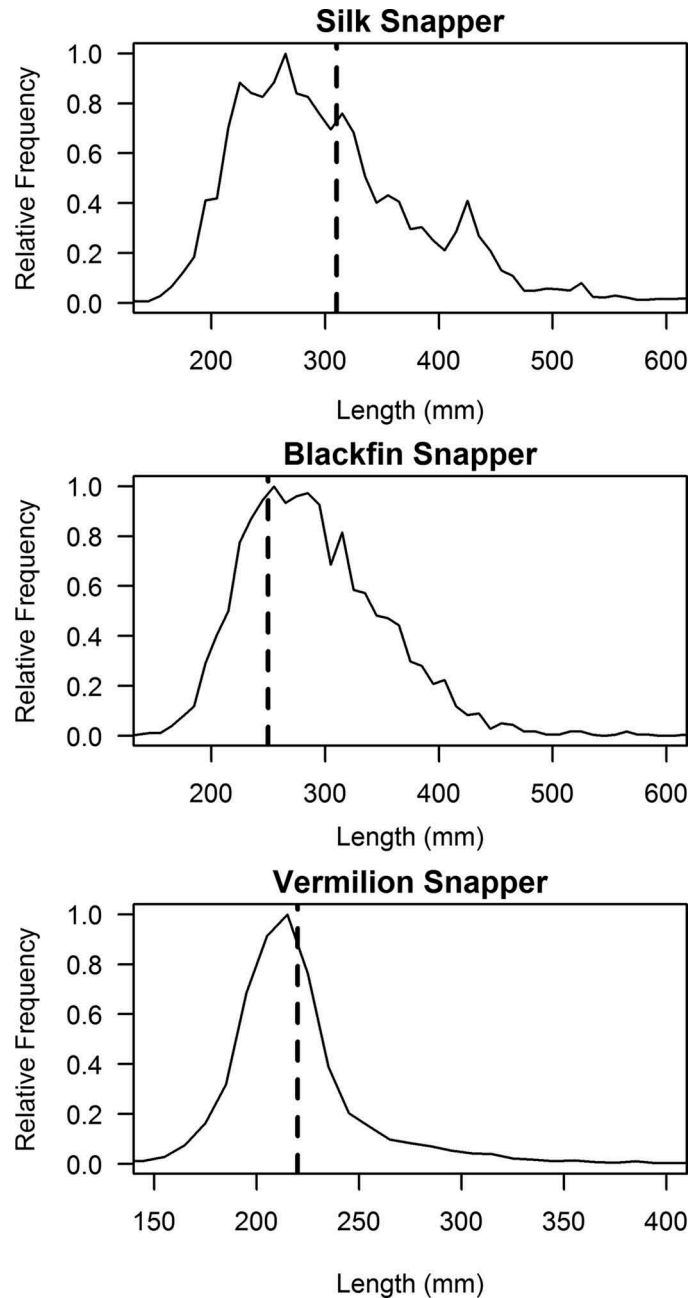 Silk Snapper
Relative Frequency
1.0
0.8
0.6
0.4
0.2
0.0
200 300 400 500 600
Length (mm)
Blackfin Snapper
Relative Frequency
1.0
0.8
0.6
0.4
0.2
0.0
200 300 400 500 600
Length (mm)
Vermilion Snapper
Relative Frequency
1.0
0.8
0.6
0.4
0.2
0.0
150 200 250 300 350 400
Length (mm)